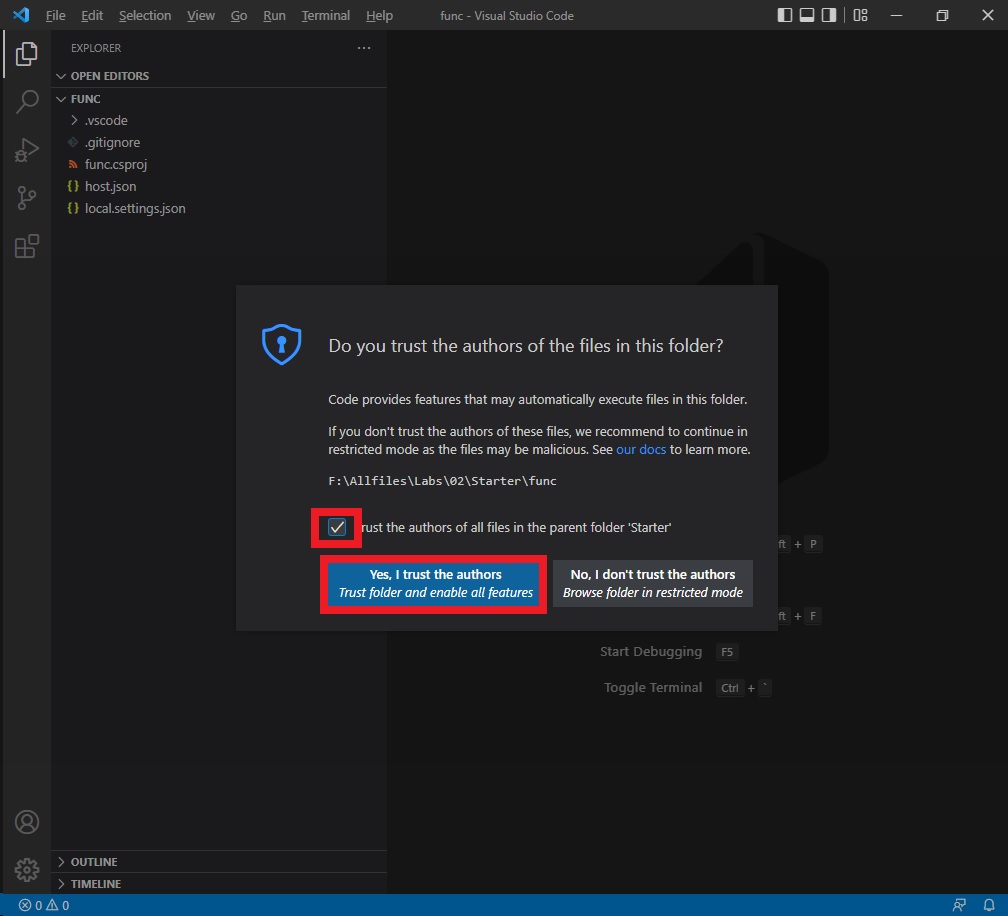 File Edit Selection View Go Run Terminal Help func - Visual Studio Code
EXPLORER
OPEN EDITORS
FUNC
.vscode
.gitignore
func.csproj
host.json
local.settings.json
Do you trust the authors of the files in this folder?
Code provides features that may automatically execute files in this folder.
If you don't trust the authors of these files, we recommend to continue in
restricted mode as the files may be malicious. See our docs to learn more.
F:\Allfiles\Labs\02\Starter\func
rust the authors of all files in the parent folder 'Starter'
Yes, I trust the authors
Trust folder and enable all features
No, I don't trust the authors
Browse folder in restricted mode
ft + P
ft + F
Start Debugging F5
Toggle Terminal Ctrl + `
OUTLINE
TIMELINE
0 0